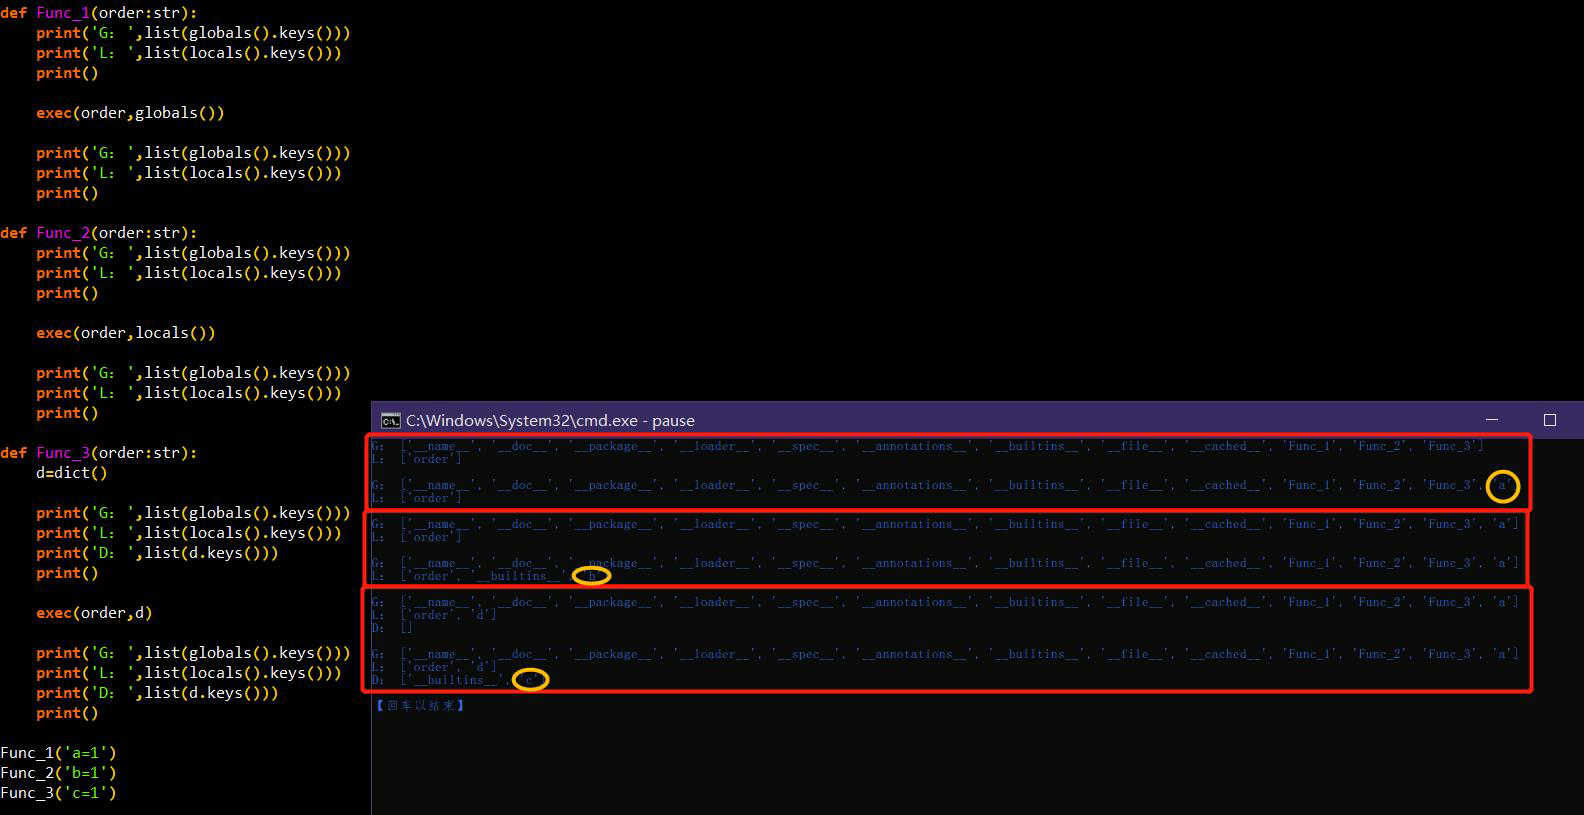 def Func_1(order:str):
print('G: ',list(globals().keys()))
print('L: ',list(locals().keys()))
print()
exec(order,globals())
print('G: ',list(globals().keys()))
print('L: ',list(locals().keys()))
print()
def Func_2(order:str):
print('G: ',list(globals().keys()))
print('L: ',list(locals().keys()))
print()
exec(order,locals())
print('G: ',list(globals().keys()))
print('L: ',list(locals().keys()))
print()
def Func_3(order:str):
d=dict()
print('G: ',list(globals().keys()))
print('L: ',list(locals().keys()))
print('D: ',list(d.keys()))
print()
exec(order,d)
print('G: ',list(globals().keys()))
print('L: ',list(locals().keys()))
print('D: ',list(d.keys()))
print()
Func_1('a=1')
Func_2('b=1')
Func_3('c=1')
C:\Windows\System32\cmd.exe - pause
G: ['__name__', '__doc__', '__package__', '__loader__', '__spec__', '__annotations__', '__builtins__', '__file__', '__cached__', 'Func_1', 'Func_2', 'Func_3']
L: ['order']
G: ['__name__', '__doc__', '__package__', '__loader__', '__spec__', '__annotations__', '__builtins__', '__file__', '__cached__', 'Func_1', 'Func_2', 'Func_3', 'a']
L: ['order']
G: ['__name__', '__doc__', '__package__', '__loader__', '__spec__', '__annotations__', '__builtins__', '__file__', '__cached__', 'Func_1', 'Func_2', 'Func_3', 'a']
L: ['order']
G: ['__name__', '__doc__', '__package__', '__loader__', '__spec__', '__annotations__', '__builtins__', '__file__', '__cached__', 'Func_1', 'Func_2', 'Func_3', 'a']
L: ['order', '__builtins__', 'b']
G: ['__name__', '__doc__', '__package__', '__loader__', '__spec__', '__annotations__', '__builtins__', '__file__', '__cached__', 'Func_1', 'Func_2', 'Func_3', 'a']
L: ['order', 'd']
D: []
G: ['__name__', '__doc__', '__package__', '__loader__', '__spec__', '__annotations__', '__builtins__', '__file__', '__cached__', 'Func_1', 'Func_2', 'Func_3', 'a']
L: ['order', 'd']
D: ['__builtins__', 'c']
【回车以结束】